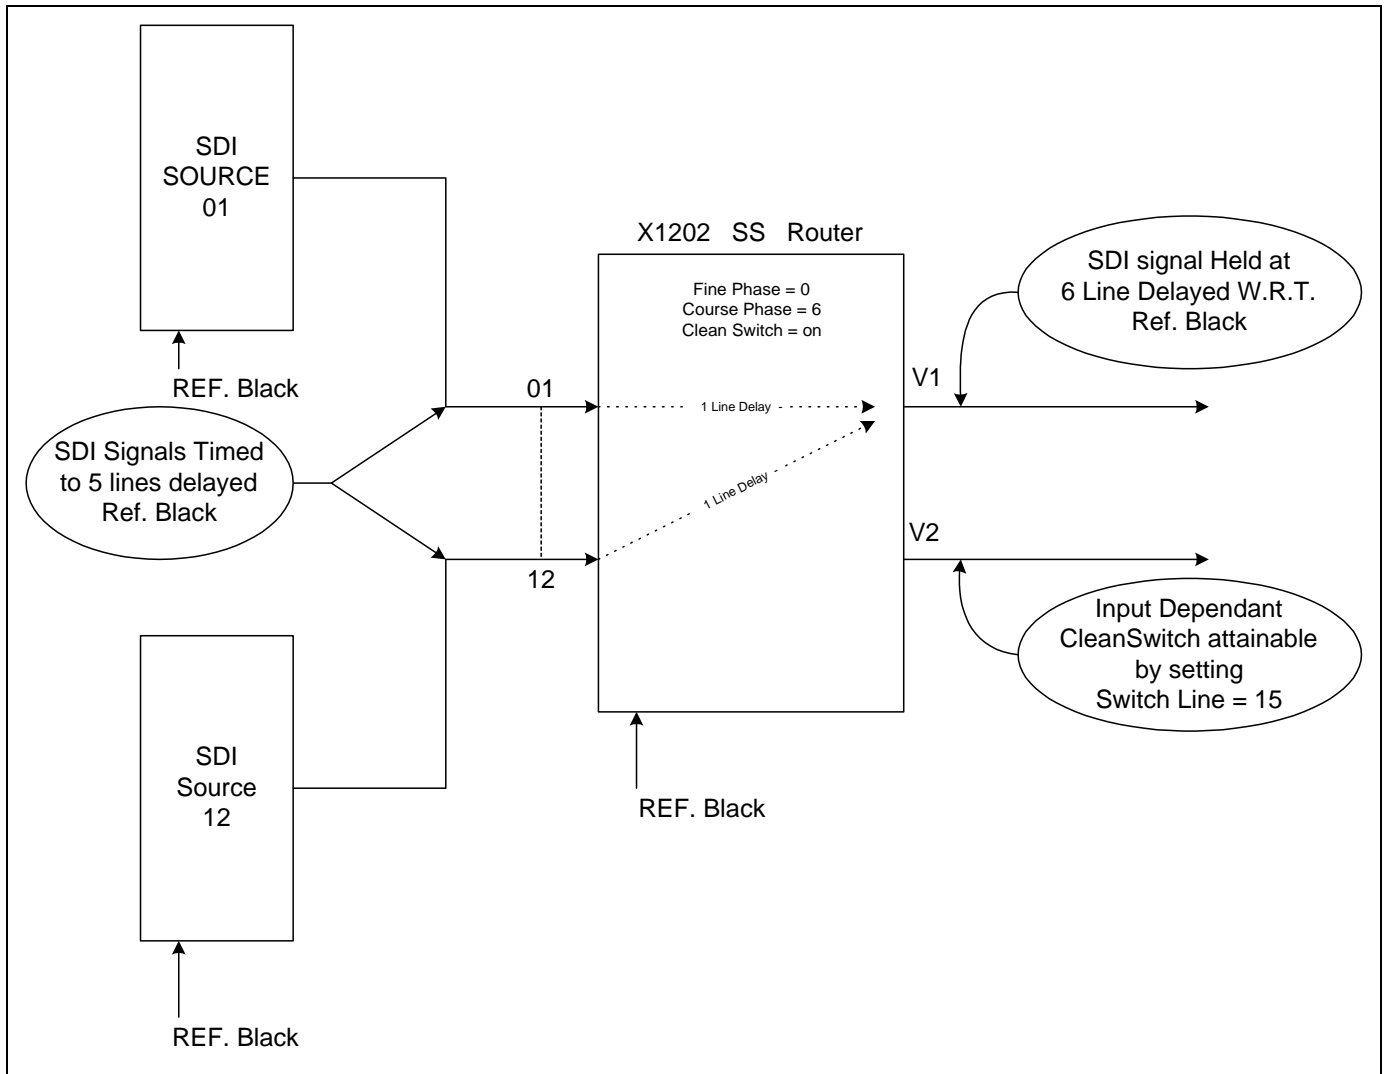 SDI
SOURCE
01
REF. Black
SDI Signals Timed
to 5 lines delayed
Ref. Black
SDI
Source
12
REF. Black
01
12
X1202 SS Router
Fine Phase = 0
Course Phase = 6
Clean Switch = on
1 Line Delay
1 Line Delay
REF. Black
V1
SDI signal Held at
6 Line Delayed W.R.T.
Ref. Black
V2
Input Dependant
CleanSwitch attainable
by setting
Switch Line = 15